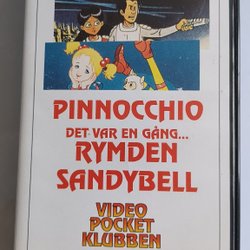 PINNOCCHIO
DET VAR EN GÅNG...
RYMDEN
SANDYBELL
VIDEO
POCKET
KLUBBEN